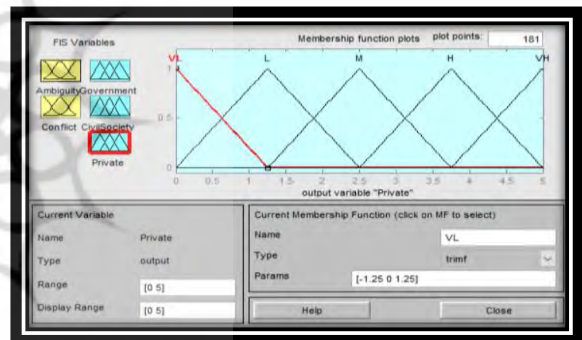 FIS Variables
Membership function plots
plot points:
181
Ambiguity
Government
Conflict
CivilSociety
Private
VL
L
M
H
VH
1
0.5
0
0
0.5
1.5
2
2.5
3
3.5
4
4.5
5
output variable "Private"
Current Variable
Name
Private
Type
output
Range
[0 5]
Display Range
[0 5]
Current Membership Function (click on MF to select)
Name
VL
Type
trimf
Params
[-1.25 0 1.25]
Help
Close